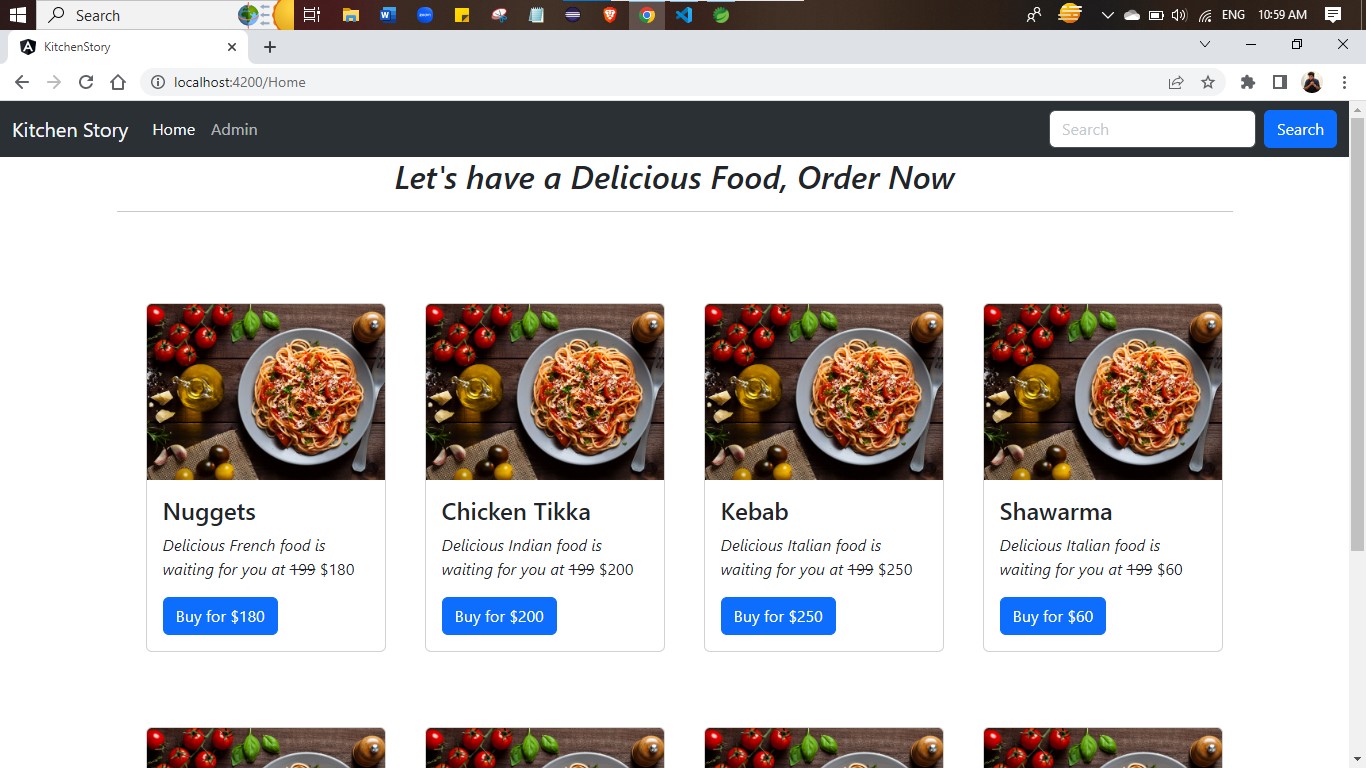 Search
ENG
10:59 AM
KitchenStory
localhost:4200/Home
Kitchen Story
Home
Admin
Search
Search
Let's have a Delicious Food, Order Now
Nuggets
Delicious French food is
waiting for you at 199 $180
Buy for $180
Chicken Tikka
Delicious Indian food is
waiting for you at 199 $200
Buy for $200
Kebab
Delicious Italian food is
waiting for you at 199 $250
Buy for $250
Shawarma
Delicious Italian food is
waiting for you at 199 $60
Buy for $60